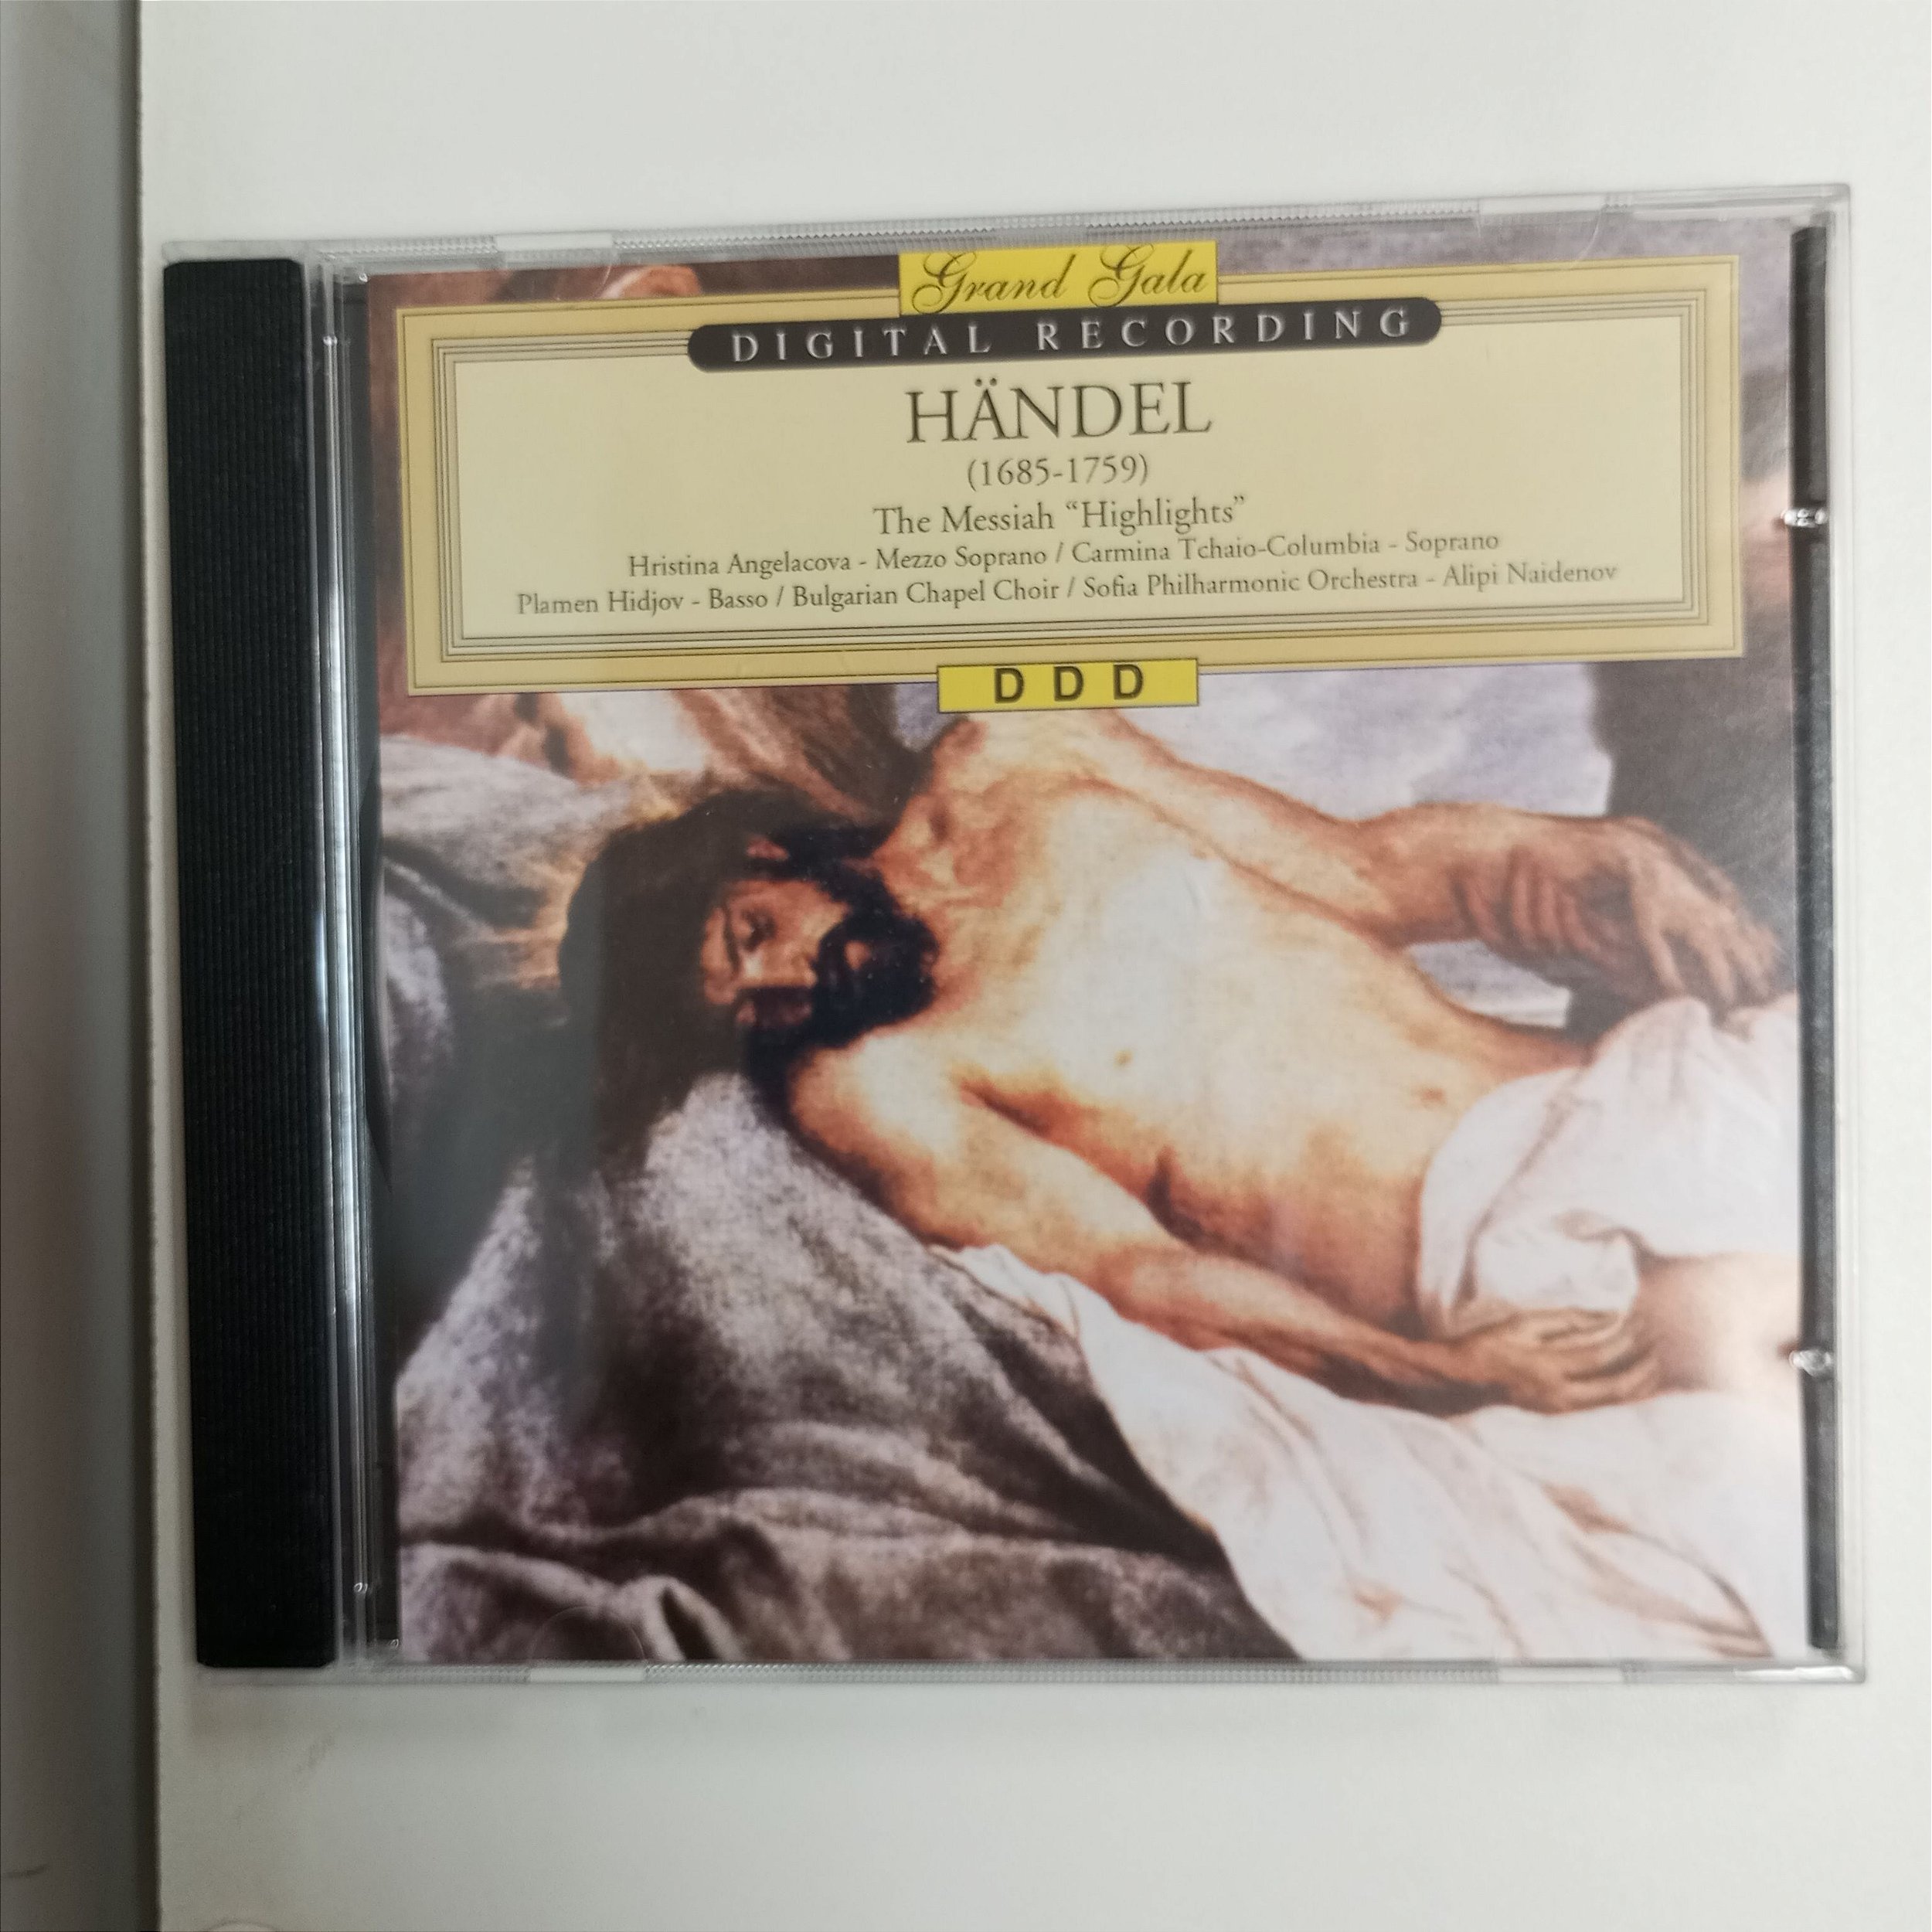 Grand Gala
DIGITAL RECORDING
HÄNDEL
(1685-1759)
The Messiah “Highlights”
Hristina Angelacova - Mezzo Soprano / Carmina Tchaio-Columbia - Soprano
Plamen Hidjov - Basso / Bulgarian Chapel Choir / Sofia Philharmonic Orchestra - Alipi Naidenov
DDD